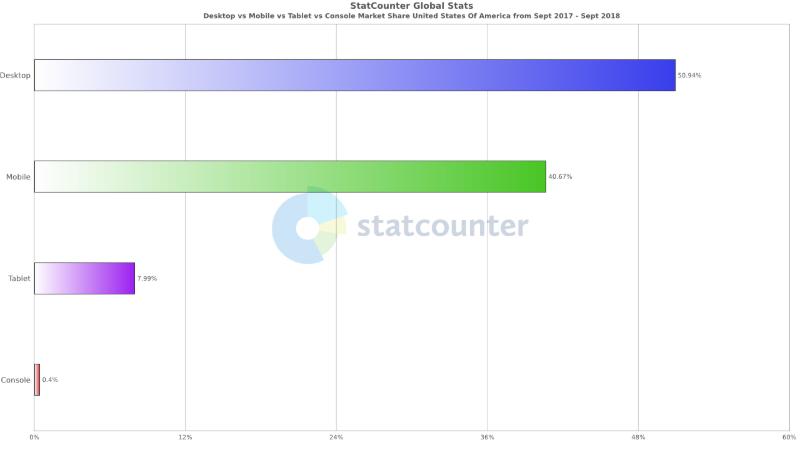 StatCounter Global Stats
Desktop vs Mobile vs Tablet vs Console Market Share United States Of America from Sept 2017 - Sept 2018
Desktop 50.94%
Mobile 40.67%
statcounter
Tablet 7.99%
Console 0.4%
0% 12% 24% 36% 48% 60%